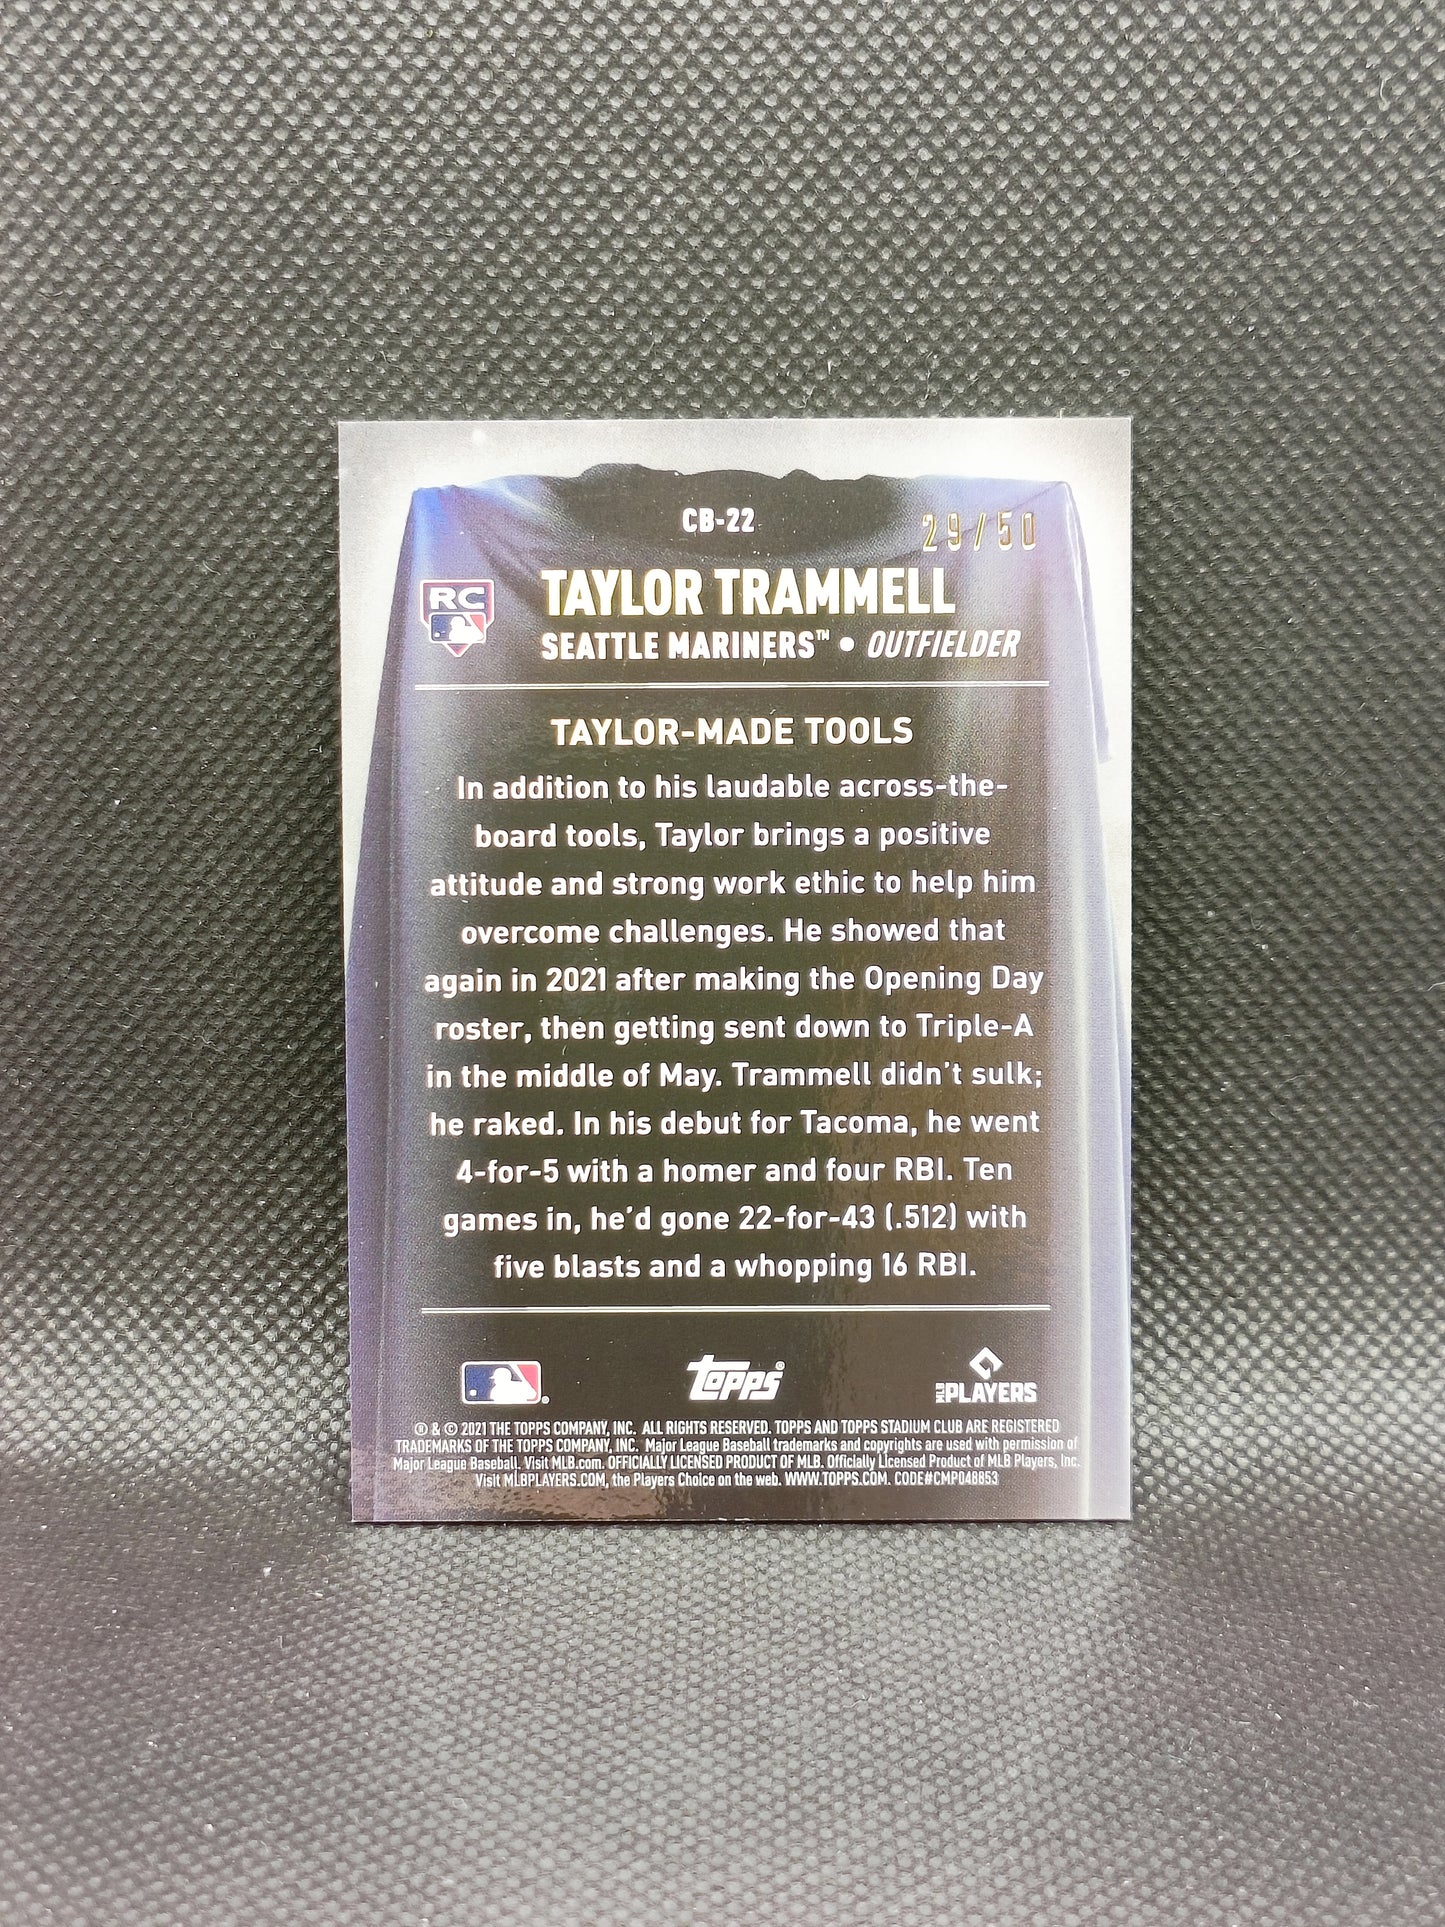 CB-22
29/50
RC
TAYLOR TRAMMELL
SEATTLE MARINERS™ • OUTFIELDER
TAYLOR-MADE TOOLS
In addition to his laudable across-the-
board tools, Taylor brings a positive
attitude and strong work ethic to help him
overcome challenges. He showed that
again in 2021 after making the Opening Day
roster, then getting sent down to Triple-A
in the middle of May. Trammell didn't sulk;
he raked. In his debut for Tacoma, he went
4-for-5 with a homer and four RBI. Ten
games in, he'd gone 22-for-43 (.512) with
five blasts and a whopping 16 RBI.
Topps®
MLB PLAYERS
® & © 2021 THE TOPPS COMPANY, INC. ALL RIGHTS RESERVED. TOPPS AND TOPPS STADIUM CLUB ARE REGISTERED
TRADEMARKS OF THE TOPPS COMPANY, INC. Major League Baseball trademarks and copyrights are used with permission of
Major League Baseball. Visit MLB.com. OFFICIALLY LICENSED PRODUCT OF MLB. Officially Licensed Product of MLB Players, Inc.
Visit MLBPLAYERS.COM, the Players Choice on the web. WWW.TOPPS.COM. CODE#CMP048853